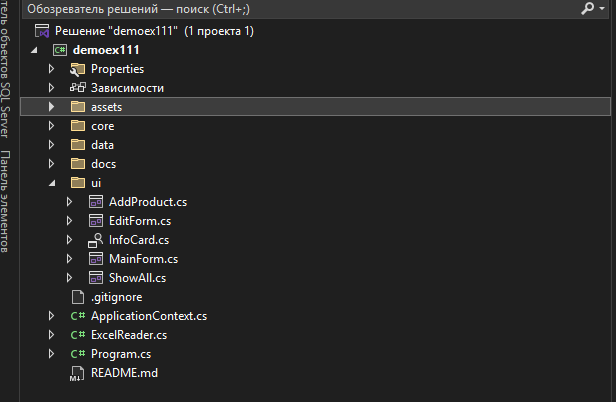 Обозреватель решений — поиск (Ctrl+;)
Решение "demoex111" (1 проекта 1)
demoex111
Properties
Зависимости
assets
core
data
docs
ui
AddProduct.cs
EditForm.cs
InfoCard.cs
MainForm.cs
ShowAll.cs
.gitignore
ApplicationContext.cs
ExcelReader.cs
Program.cs
README.md
тель объектов SQL Server
Панель элементов